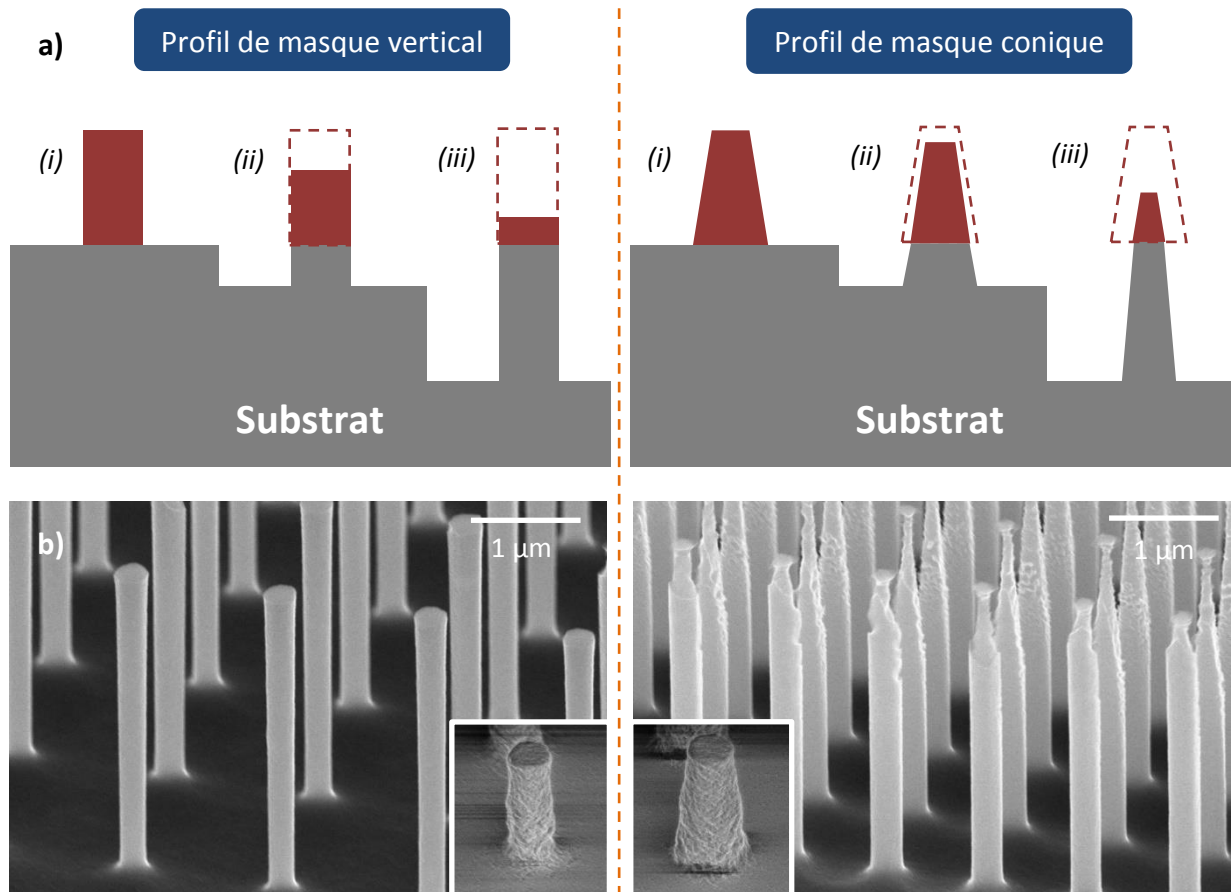 a)
Profil de masque vertical
Profil de masque conique
(i)
(ii)
(iii)
(i)
(ii)
(iii)
Substrat
Substrat
b)
1 µm
1 µm